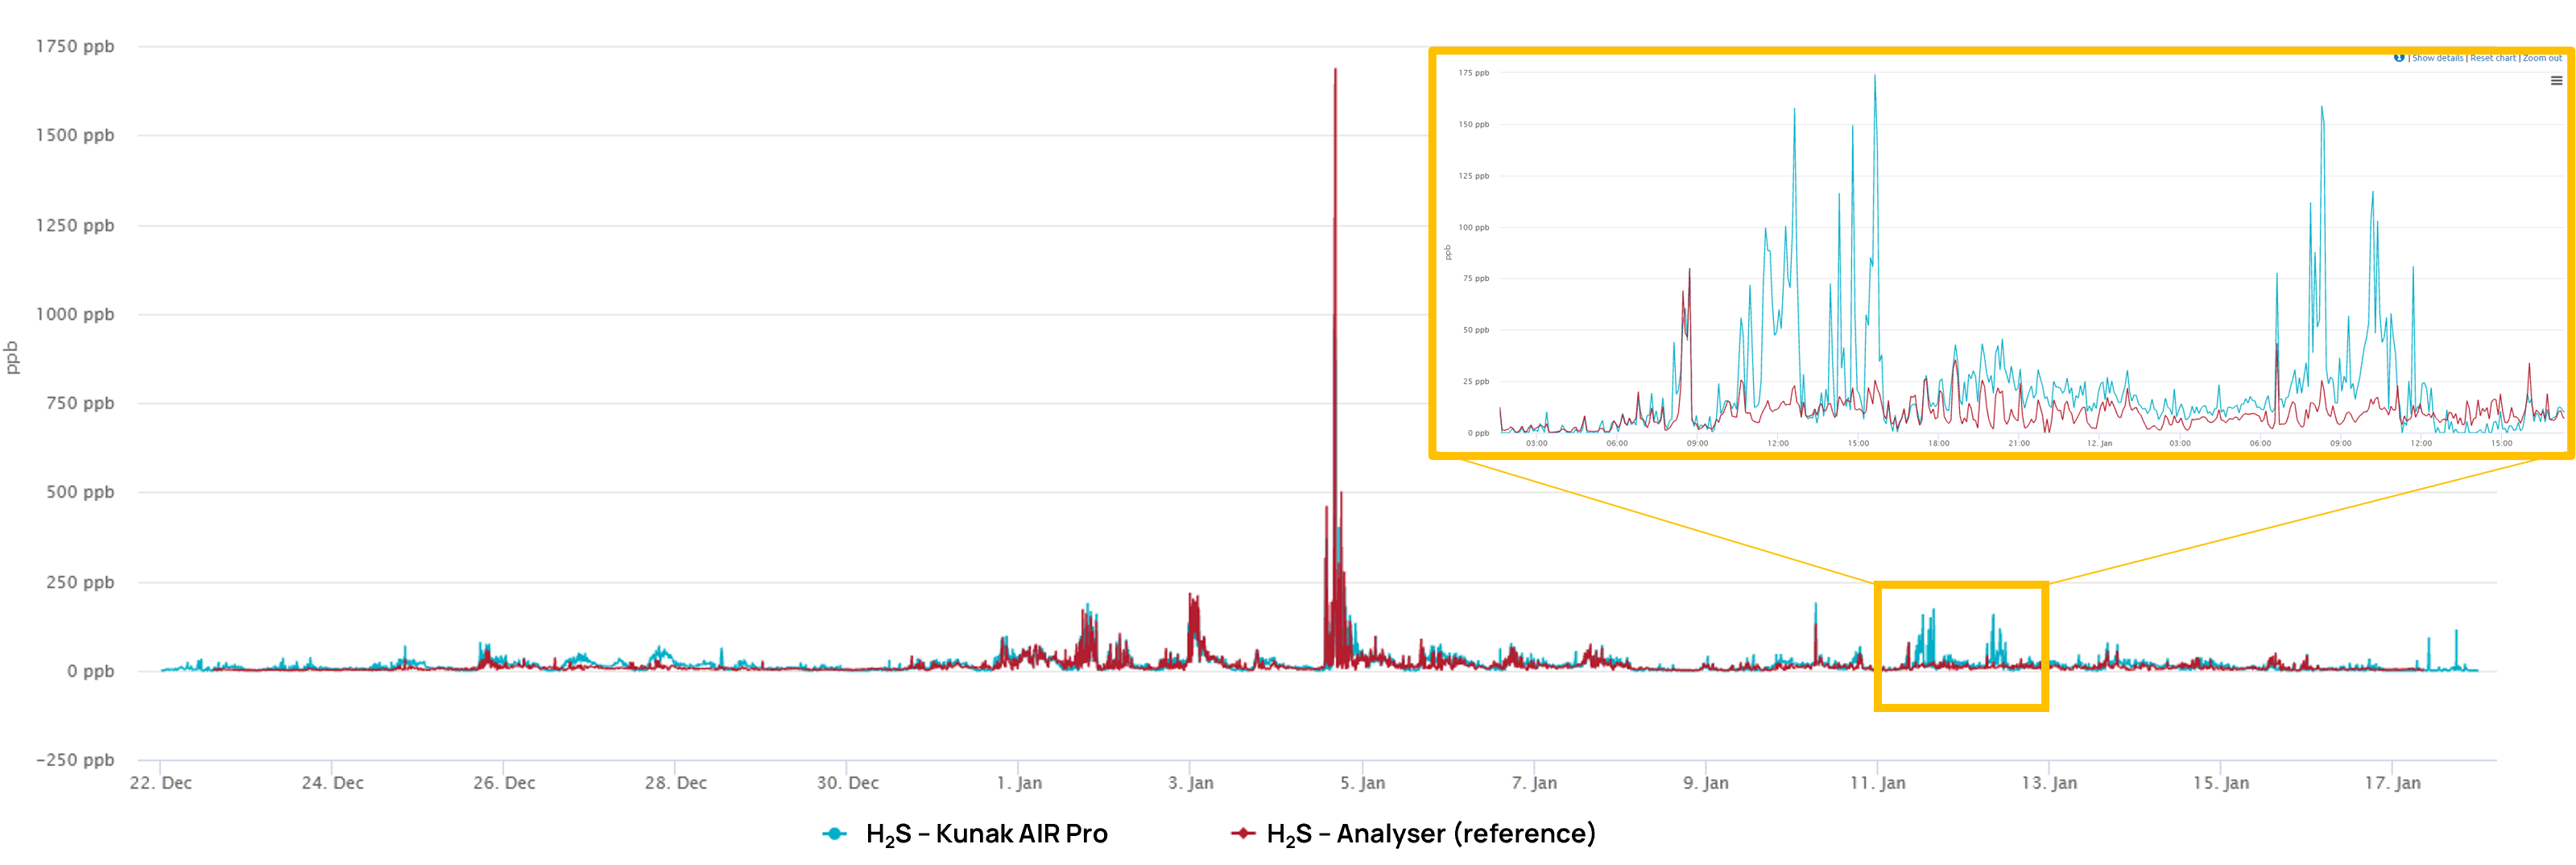 1750 ppb
1500 ppb
1250 ppb
1000 ppb
750 ppb
500 ppb
250 ppb
0 ppb
-250 ppb
ppb
22. Dec 24. Dec 26. Dec 28. Dec 30. Dec 1. Jan 3. Jan 5. Jan 7. Jan 9. Jan 11. Jan 13. Jan 15. Jan 17. Jan
| Show details | Reset chart | Zoom out
175 ppb
150 ppb
125 ppb
100 ppb
75 ppb
50 ppb
25 ppb
0 ppb
ppb
03:00 06:00 09:00 12:00 15:00 18:00 21:00 12. Jan 03:00 06:00 09:00 12:00 15:00
H₂S – Kunak AIR Pro H₂S – Analyser (reference)